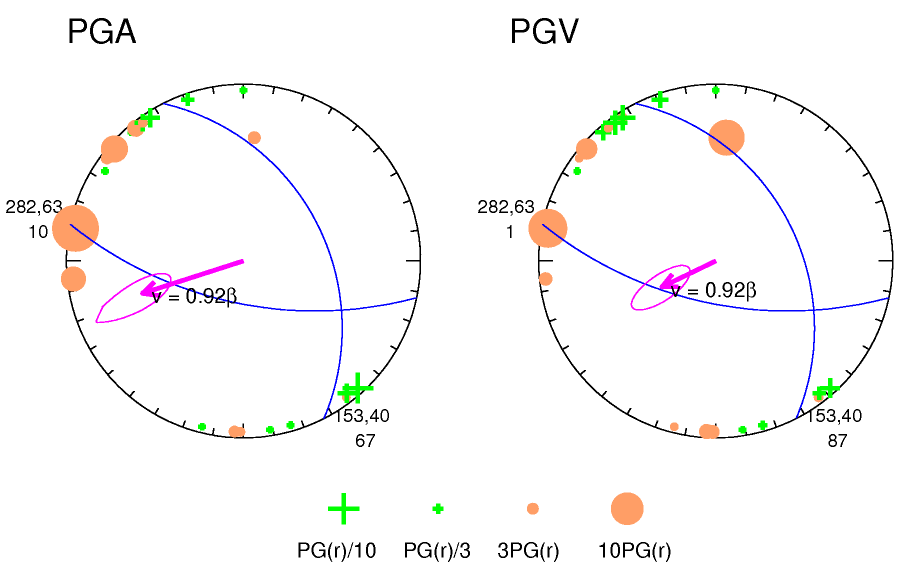 PGA PGV
282,63 282,63
10 1
v = 0.92β v = 0.92β
153,40 153,40
67 87
PG(r)/10 PG(r)/3 3PG(r) 10PG(r)